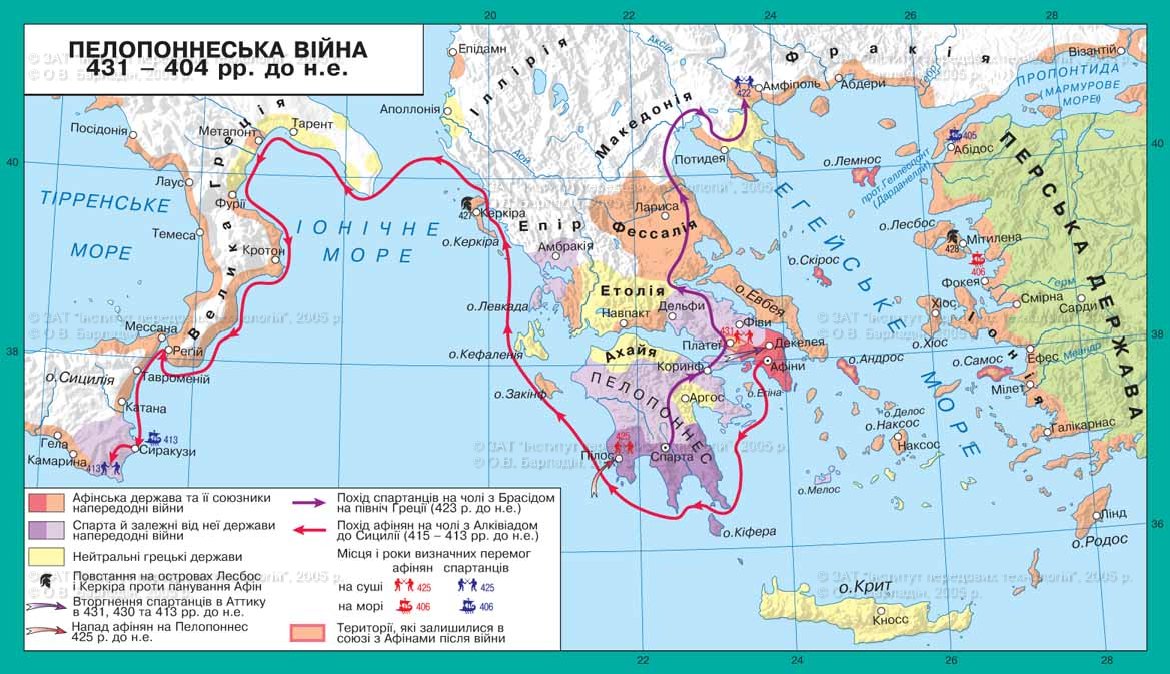 ПЕЛОПОННЕСЬКА ВІЙНА
431 – 404 рр. до н.е.
20
22
24
26
28
Епідамн
Іллірія
Аксій
Фракія
Візантій
ПРОПОНТИДА
(МАРМУРОВЕ
МОРЕ)
Амфіполь
422
Абдери
Аполлонія
Македонія
Посідонія
Метапонт
Тарент
Велика Греція
Потидея
405
Абідос
прот.Геллеспонт
(Дарданелли)
о.Лемнос
40
40
Аой
Лаус
Фурії
ТІРРЕНСЬКЕ
МОРЕ
ІОНІЧНЕ
МОРЕ
427
Керкіра
о.Керкіра
Епір
Лариса
Фессалія
Амбракія
ЕГЕЙСЬКЕ МОРЕ
о.Лесбос
428
Мітилена
406
ПЕРСЬКА ДЕРЖАВА
Темеса
Кротон
о.Скірос
Фокея
Герм
Смірна
Сарди
о.Левкада
Етолія
Дельфи
о.Евбея
Навпакт
Хіос
о.Хіос
Іонія
Мессана
Регій
38
38
431
Фіви
Платеї
Декелея
Афіни
о.Кефаленія
Ахайя
Коринф
о.Андрос
о.Самос
Ефес
Меандр
Мілет
о.Сицилія
Тавроменій
ПЕЛОПОННЕС
о.Закінф
Аргос
о.Егіна
Катана
о.Делос
о.Наксос
Наксос
Галікарнас
Гела
Камарина
413
413
Сиракузи
425
Пілос
Спарта
о.Мелос
о.Кіфера
36
Лінд
о.Родос
о.Крит
Кносс
Афінська держава та її союзники
напередодні війни
Спарта й залежні від неї держави
напередодні війни
Нейтральні грецькі держави
Повстання на островах Лесбос
і Керкіра проти панування Афін
Вторгнення спартанців в Аттику
в 431, 430 та 413 рр. до н.е.
Напад афінян на Пелопоннес
425 р. до н.е.
Похід спартанців на чолі з Брасідом
на північ Греції (423 р. до н.е.)
Похід афінян на чолі з Алківіадом
до Сицилії (415 – 413 рр. до н.е.)
Місця і роки визначних перемог
афінян спартанців
на суші 425 425
на морі 406 406
Території, які залишилися в
союзі з Афінами після війни
22
24
26
28
© ЗАТ "Інститут передових технологій", 2005 р.
© О.В. Барладін, 2005 р.